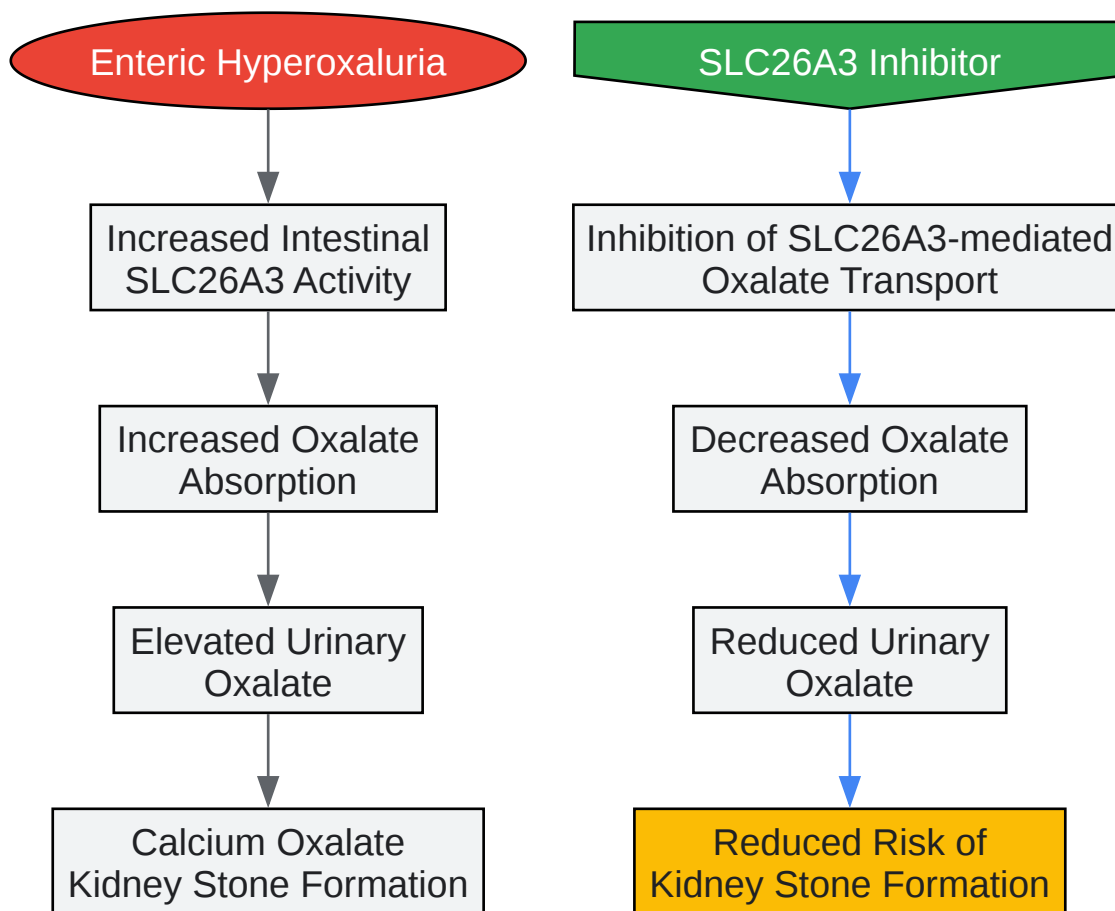 Enteric Hyperoxaluria
Increased Intestinal
SLC26A3 Activity
Increased Oxalate
Absorption
Elevated Urinary
Oxalate
Calcium Oxalate
Kidney Stone Formation
SLC26A3 Inhibitor
Inhibition of SLC26A3-mediated
Oxalate Transport
Decreased Oxalate
Absorption
Reduced Urinary
Oxalate
Reduced Risk of
Kidney Stone Formation